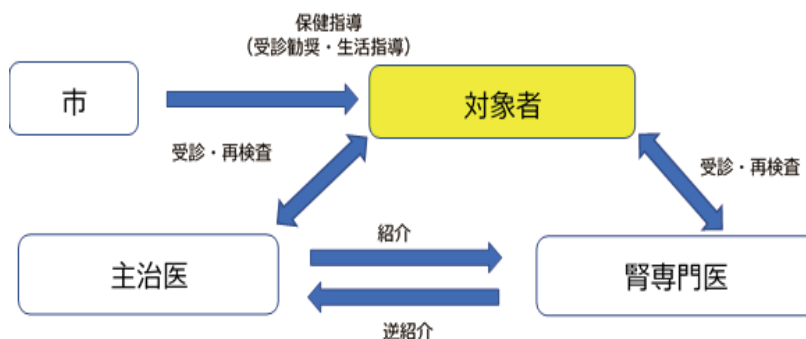 保健指導
（受診勧奨・生活指導）
市
対象者
受診・再検査
受診・再検査
紹介
主治医
腎専門医
逆紹介